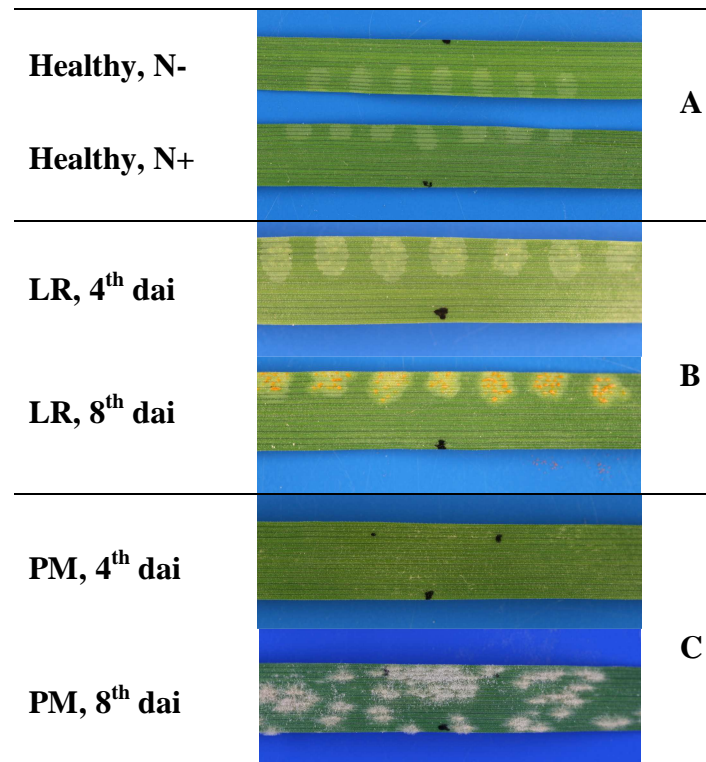 Healthy, N-
A
Healthy, N+
LR, 4th dai
B
LR, 8th dai
PM, 4th dai
C
PM, 8th dai